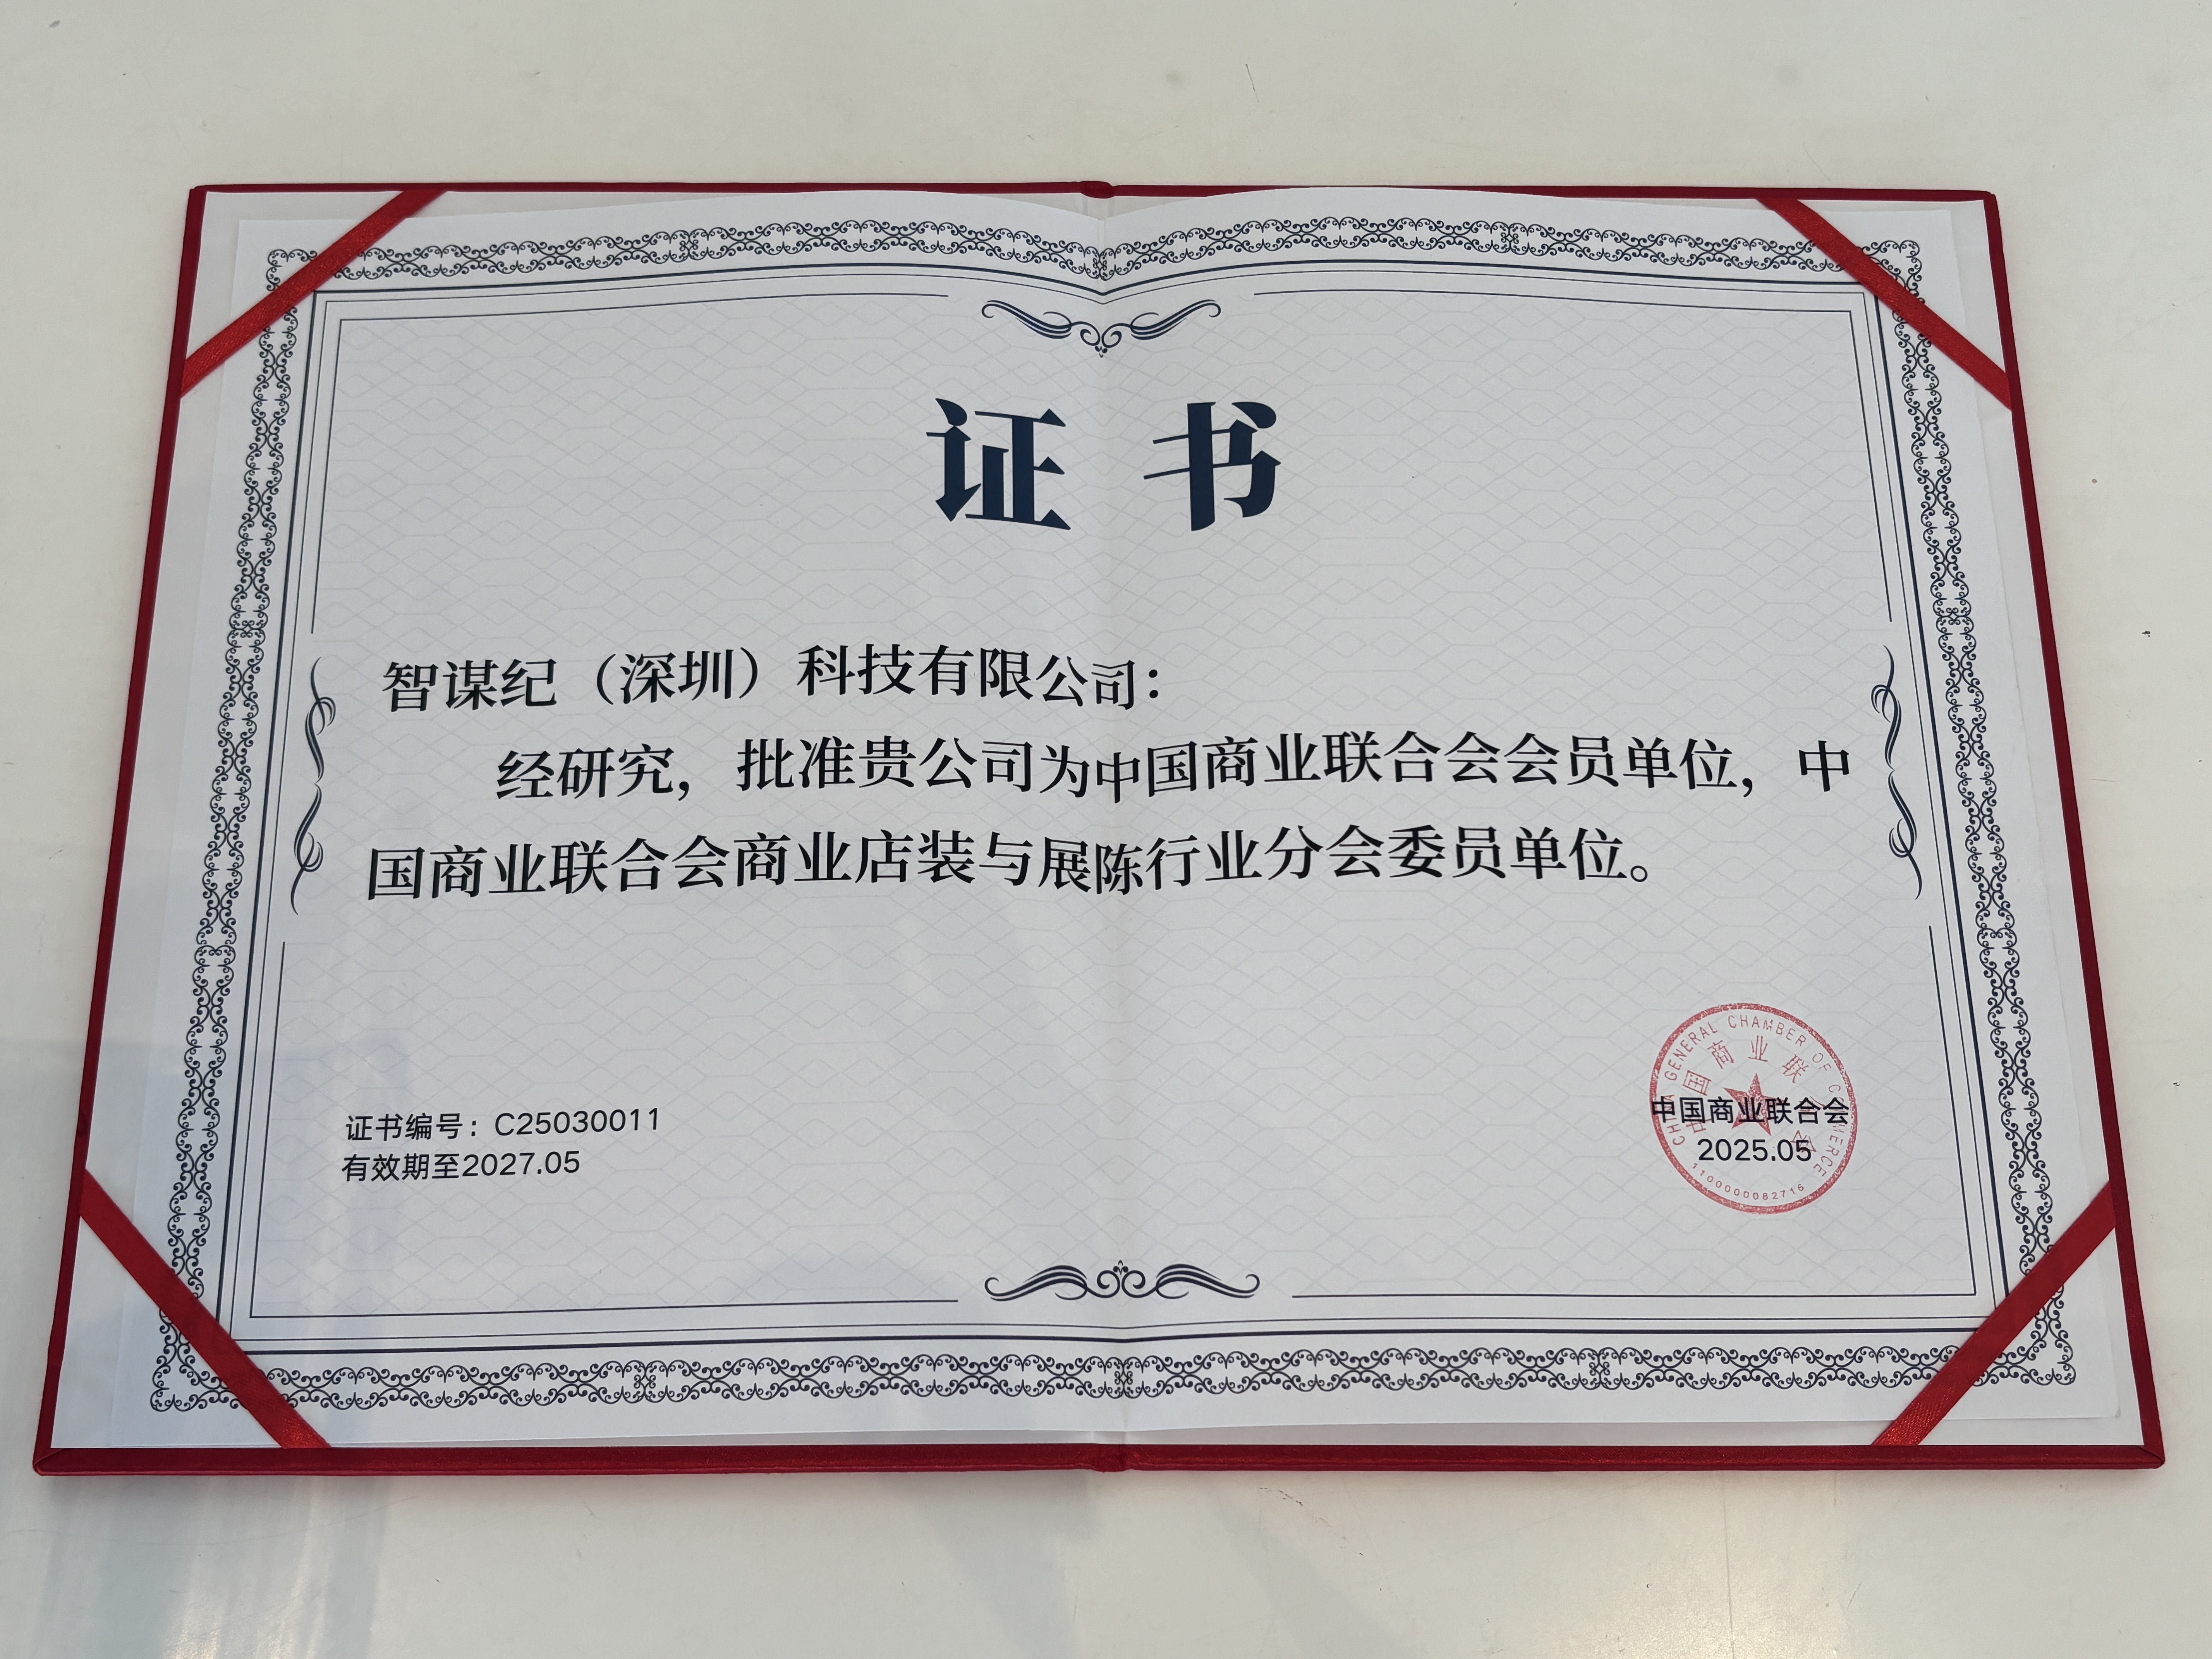 证书
智谋纪（深圳）科技有限公司：
经研究，批准贵公司为中国商业联合会会员单位，中
国商业联合会商业店装与展陈行业分会委员单位。
证书编号：C25030011
有效期至2027.05
CHINA GENERAL CHAMBER OF COMMERCE
中国商业联合会
中国商业联合会
2025.05
1100000082716